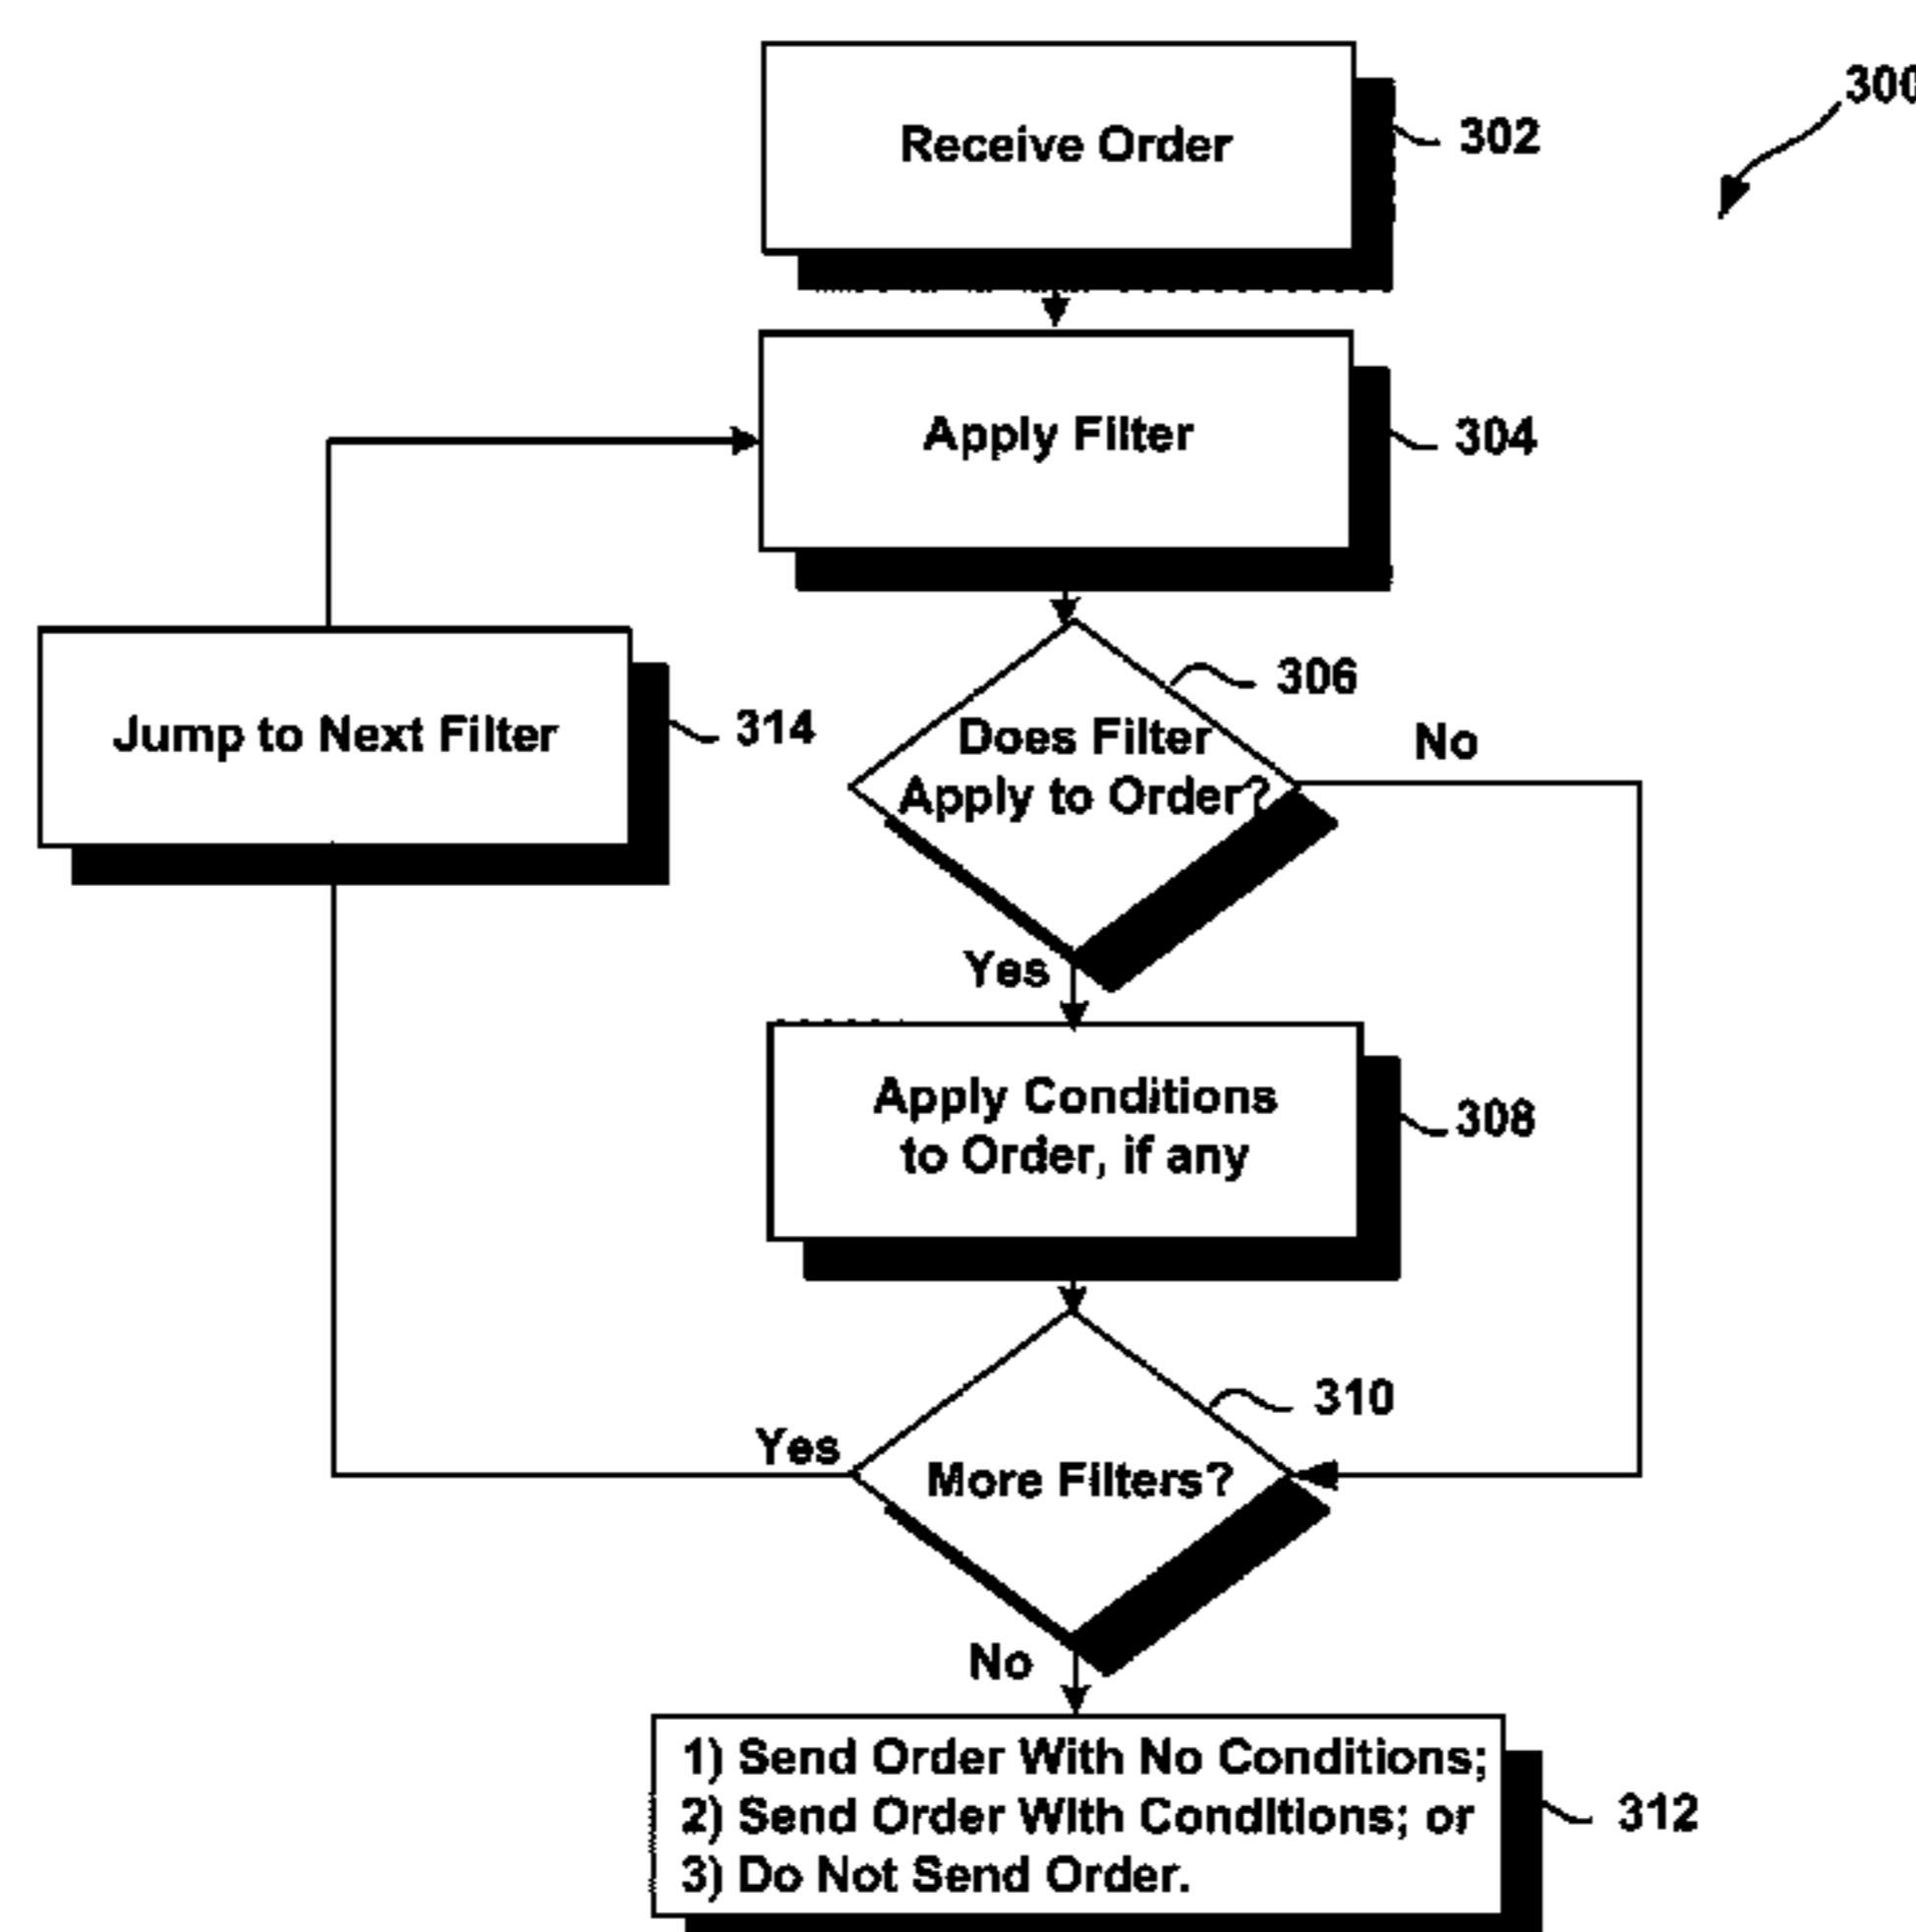 300
Receive Order
302
Apply Filter
304
306
Does Filter
Apply to Order?
No
Jump to Next Filter
314
Yes
Apply Conditions
to Order, if any
308
310
More Filters?
Yes
No
1) Send Order With No Conditions;
2) Send Order With Conditions; or
3) Do Not Send Order.
312